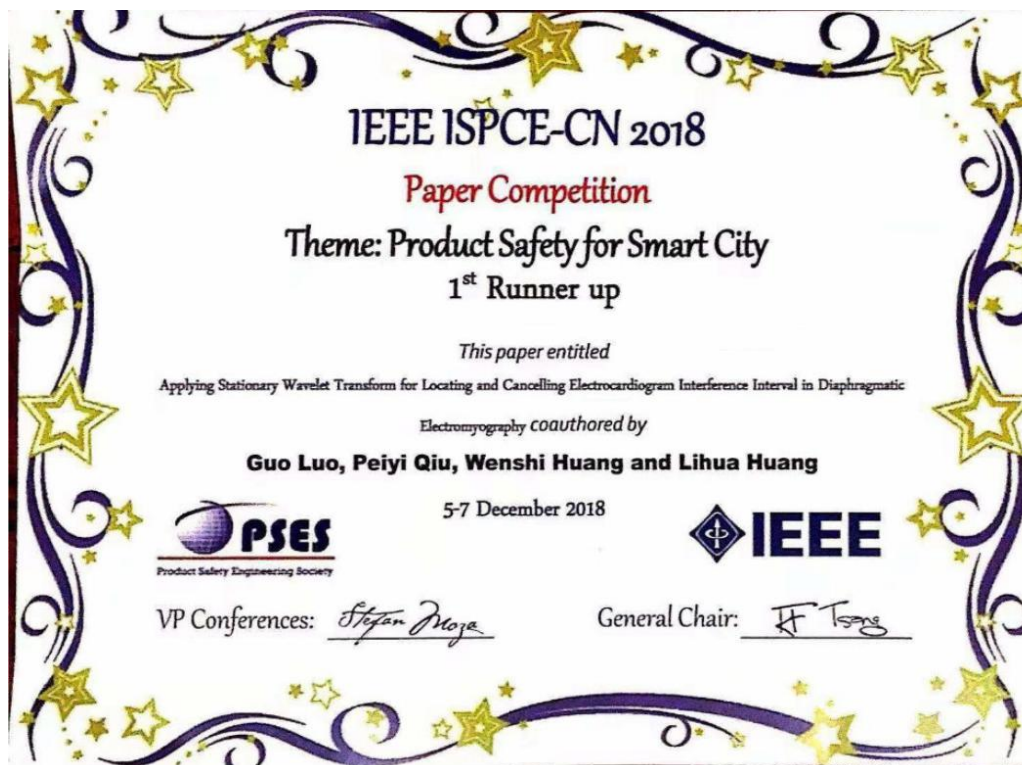 IEEE ISPCE-CN 2018
Paper Competition
Theme: Product Safety for Smart City
1st Runner up
This paper entitled
Applying Stationary Wavelet Transform for Locating and Cancelling Electrocardiogram Interference Interval in Diaphragmatic
Electromyography coauthored by
Guo Luo, Peiyi Qiu, Wenshi Huang and Lihua Huang
5-7 December 2018
PSES
Product Safety Engineering Society
IEEE
VP Conferences: Stefan Moza
General Chair: Tsang